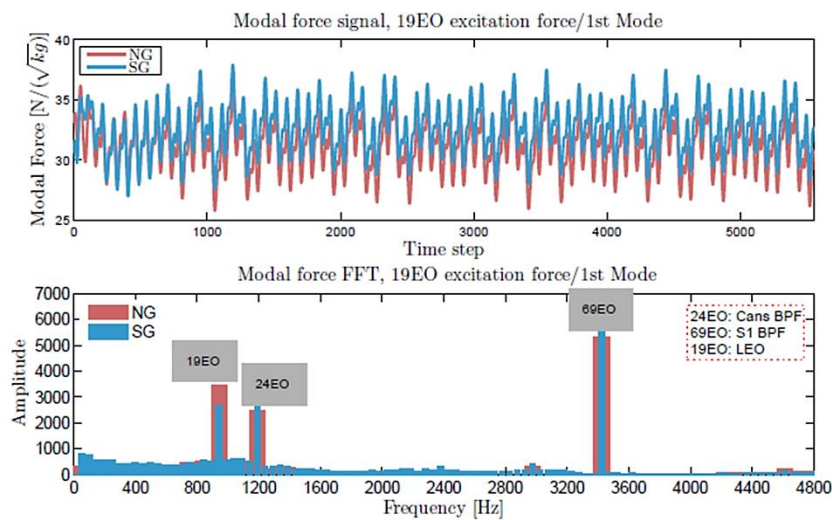 Modal force signal, 19EO excitation force/1st Mode
Modal Force [N/(√kg)]
40
35
30
25
NG
SG
0 1000 2000 3000 4000 5000
Time step
Modal force FFT, 19EO excitation force/1st Mode
Amplitude
7000
6000
5000
4000
3000
2000
1000
0
NG
SG
19EO
24EO
69EO
24EO: Cans BPF
69EO: S1 BPF
19EO: LEO
0 400 800 1200 1600 2000 2400 2800 3200 3600 4000 4400 4800
Frequency [Hz]